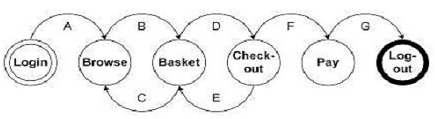 A B D F G
Login Browse Basket Check-
out Pay Log-
out
C E